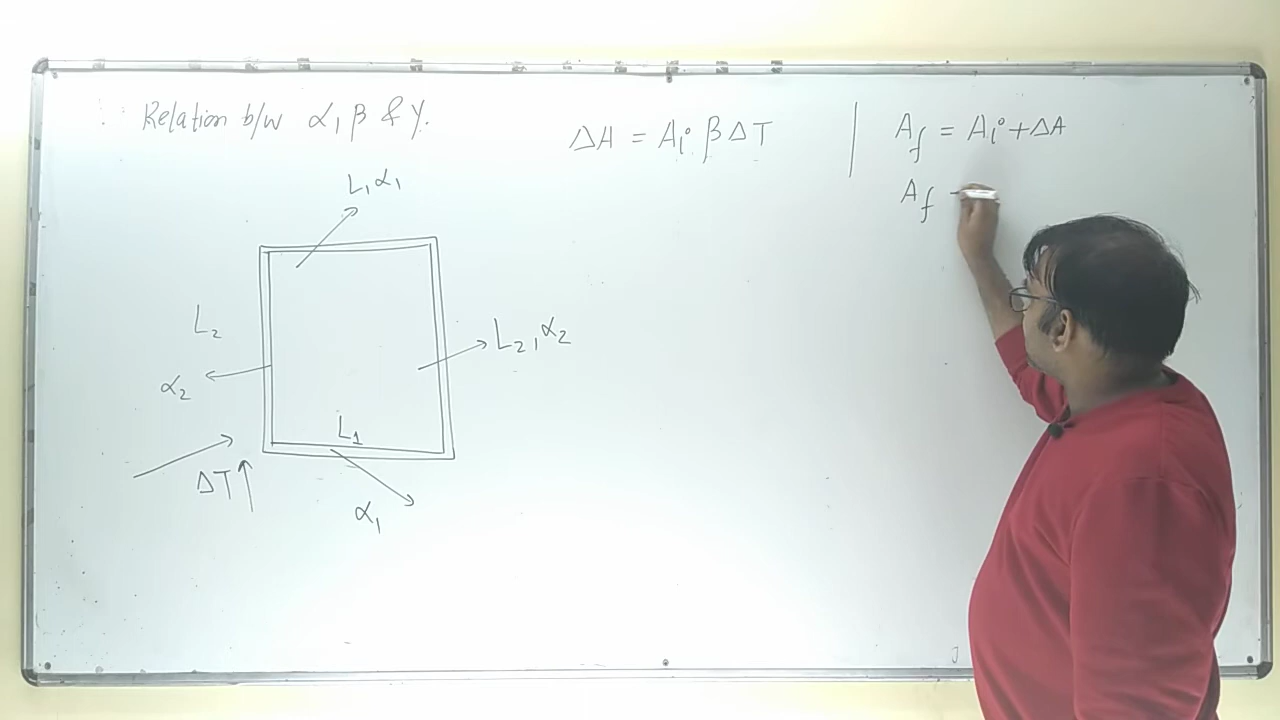 Relation b/w α, β & γ.
ΔA = Ai β ΔT
Af = Ai + ΔA
Af -
L1 α1
L2
L2, α2
α2
L1
ΔT↑
α1